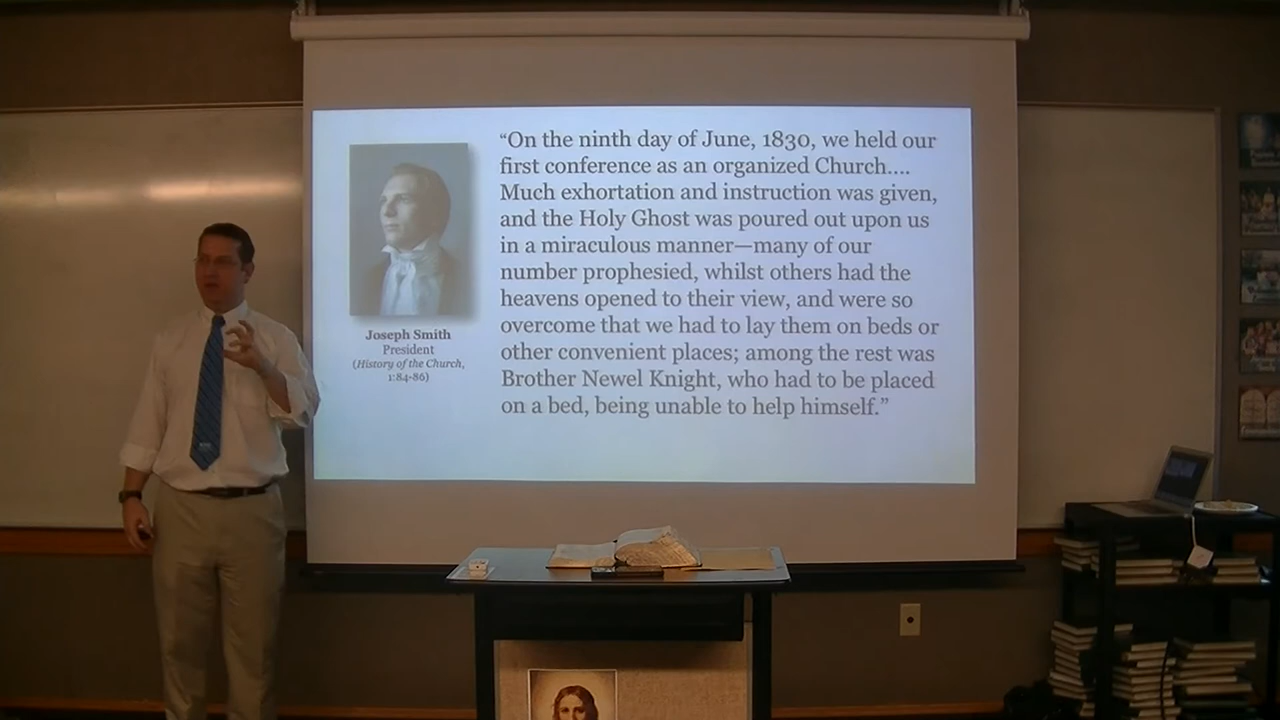 “On the ninth day of June, 1830, we held our
first conference as an organized Church....
Much exhortation and instruction was given,
and the Holy Ghost was poured out upon us
in a miraculous manner—many of our
number prophesied, whilst others had the
heavens opened to their view, and were so
overcome that we had to lay them on beds or
other convenient places; among the rest was
Brother Newel Knight, who had to be placed
on a bed, being unable to help himself.”
Joseph Smith
President
(History of the Church,
1:84-86)